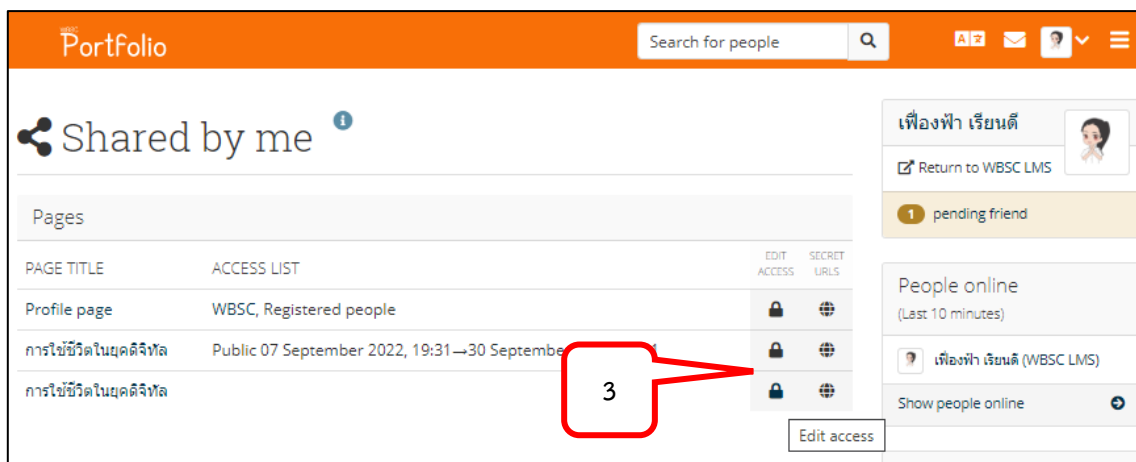 WBSC
Portfolio
Search for people
Shared by me
Pages
PAGE TITLE ACCESS LIST EDIT ACCESS SECRET URLS
Profile page WBSC, Registered people
การใช้ชีวิตในยุคดิจิทัล Public 07 September 2022, 19:31→30 September
การใช้ชีวิตในยุคดิจิทัล
3
Edit access
เฟื่องฟ้า เรียนดี
Return to WBSC LMS
1 pending friend
People online
(Last 10 minutes)
เฟื่องฟ้า เรียนดี (WBSC LMS)
Show people online